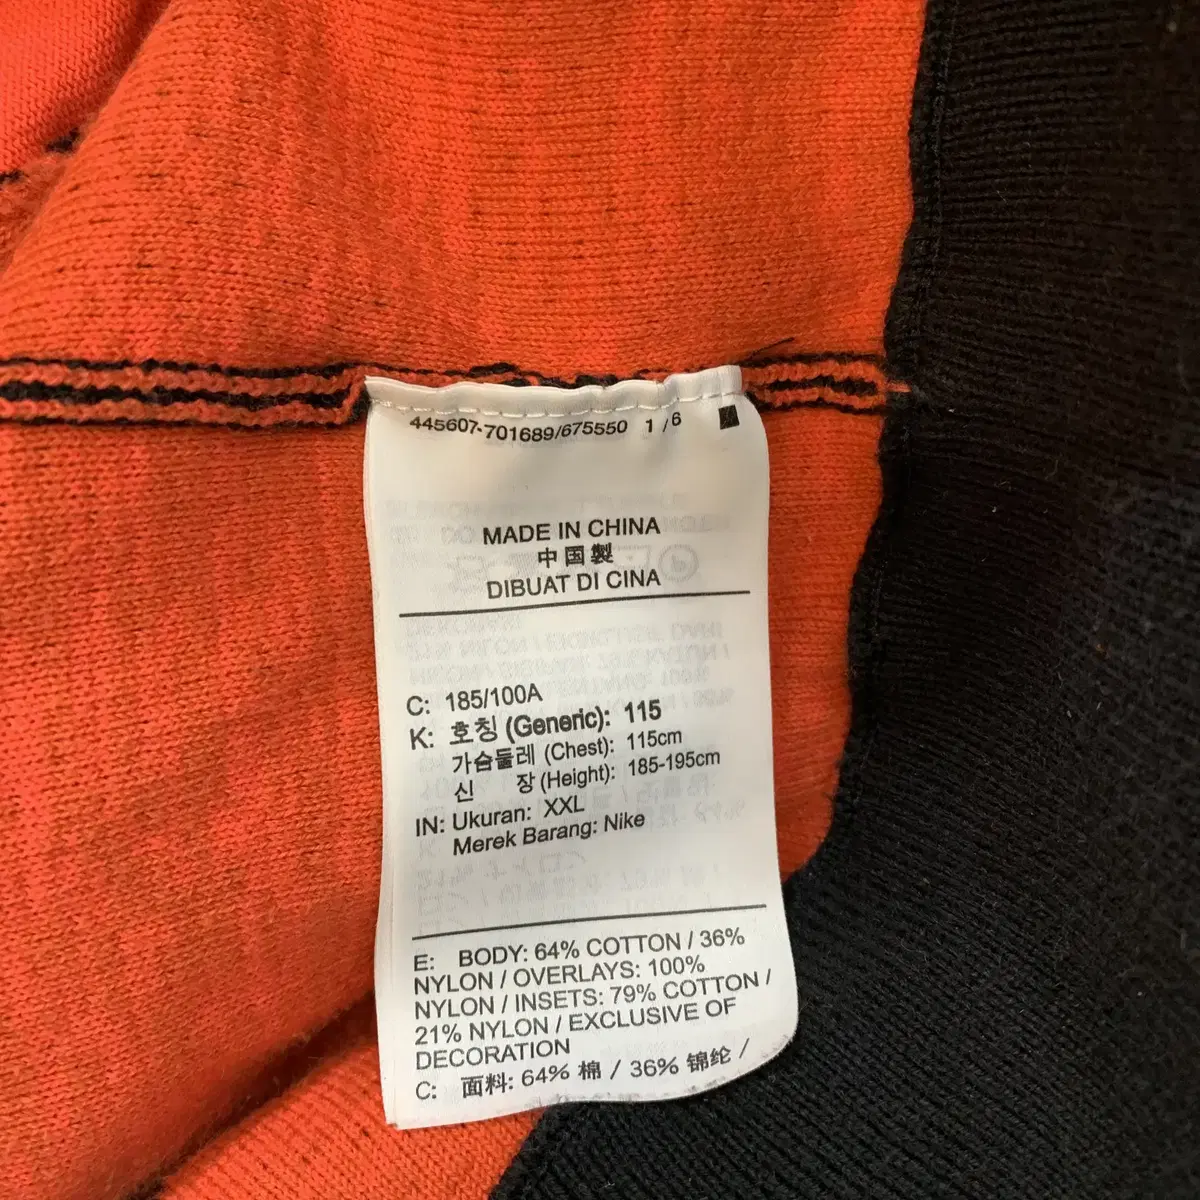 445607-701689/675550 1/6
MADE IN CHINA
中国製
DIBUAT DI CINA
C: 185/100A
K: 호칭 (Generic): 115
가슴둘레 (Chest): 115cm
신 장 (Height): 185-195cm
IN: Ukuran: XXL
Merek Barang: Nike
E: BODY: 64% COTTON / 36%
NYLON / OVERLAYS: 100%
NYLON / INSETS: 79% COTTON /
21% NYLON / EXCLUSIVE OF
DECORATION
C: 面料: 64% 棉 / 36% 锦纶 /